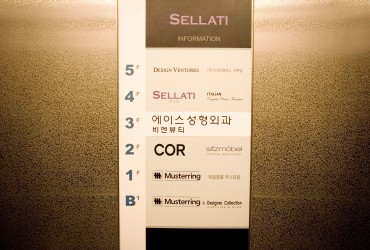 SELLATI
INFORMATION
5F DESIGN VENTURES
4F SELLATI ITALIAN
3F 에이스성형외과
비앤뷰티
2F COR sitzmöbel
1F Musterring
B1 Musterring & Designer Collection